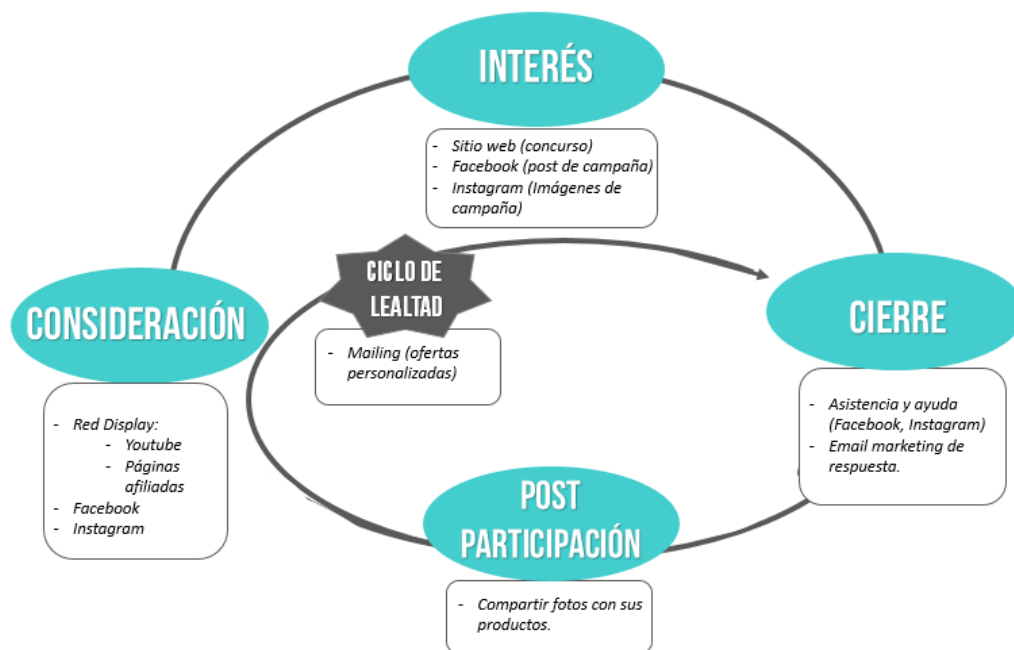 INTERÉS
- Sitio web (concurso)
- Facebook (post de campaña)
- Instagram (Imágenes de
campaña)
CICLO DE
LEALTAD
- Mailing (ofertas
personalizadas)
CONSIDERACIÓN
- Red Display:
- Youtube
- Páginas
afiliadas
- Facebook
- Instagram
CIERRE
- Asistencia y ayuda
(Facebook, Instagram)
- Email marketing de
respuesta.
POST
PARTICIPACIÓN
- Compartir fotos con sus
productos.